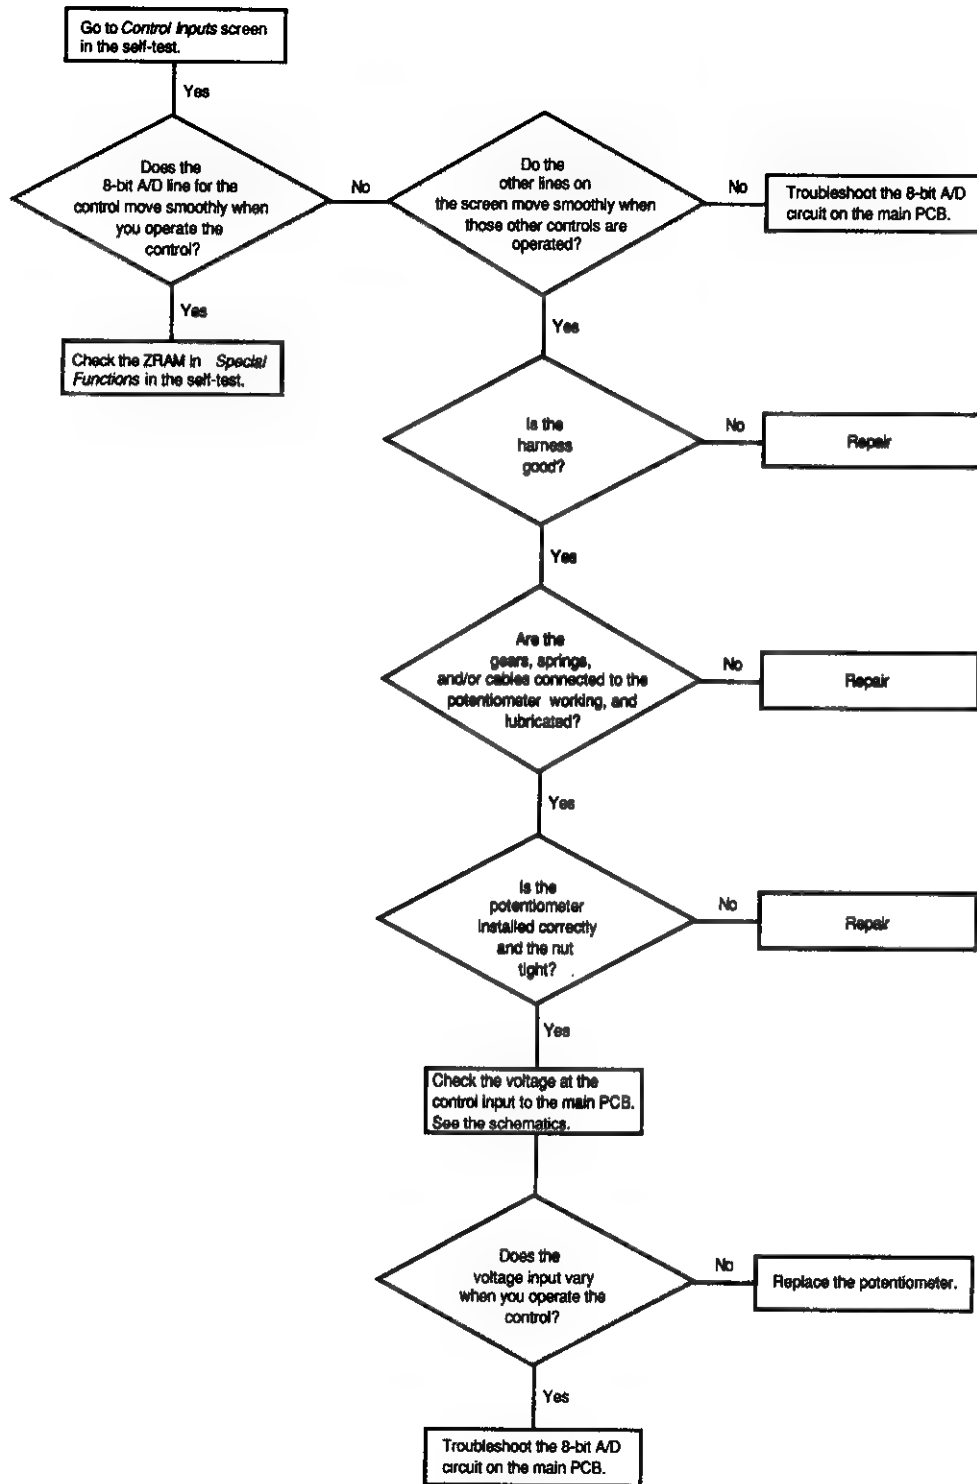 Go to Control Inputs screen
in the self-test.
Yes
Does the
8-bit A/D line for the
control move smoothly when
you operate the
control?
No
Do the
other lines on
the screen move smoothly when
those other controls are
operated?
No
Troubleshoot the 8-bit A/D
circuit on the main PCB.
Yes
Check the ZRAM in Special
Functions in the self-test.
Yes
Is the
harness
good?
No
Repair
Yes
Are the
gears, springs,
and/or cables connected to the
potentiometer working, and
lubricated?
No
Repair
Yes
Is the
potentiometer
installed correctly
and the nut
tight?
No
Repair
Yes
Check the voltage at the
control input to the main PCB.
See the schematics.
Does the
voltage input vary
when you operate the
control?
No
Replace the potentiometer.
Yes
Troubleshoot the 8-bit A/D
circuit on the main PCB.